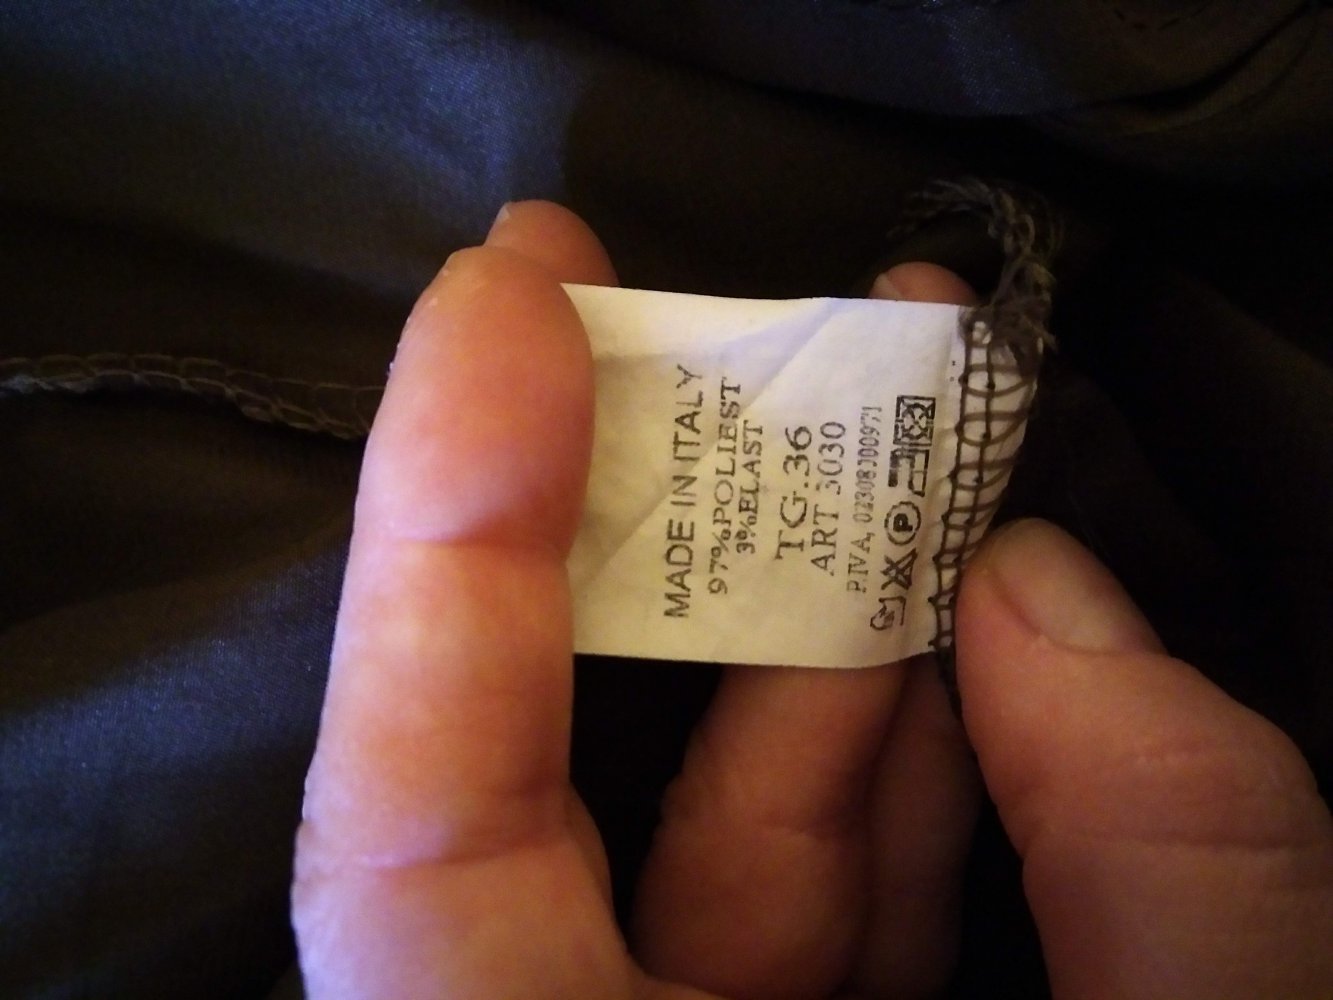 MADE IN ITALY
97%POLIEST
3%ELAST
TG.36
ART 3030
P.IVA, 02308300971
P